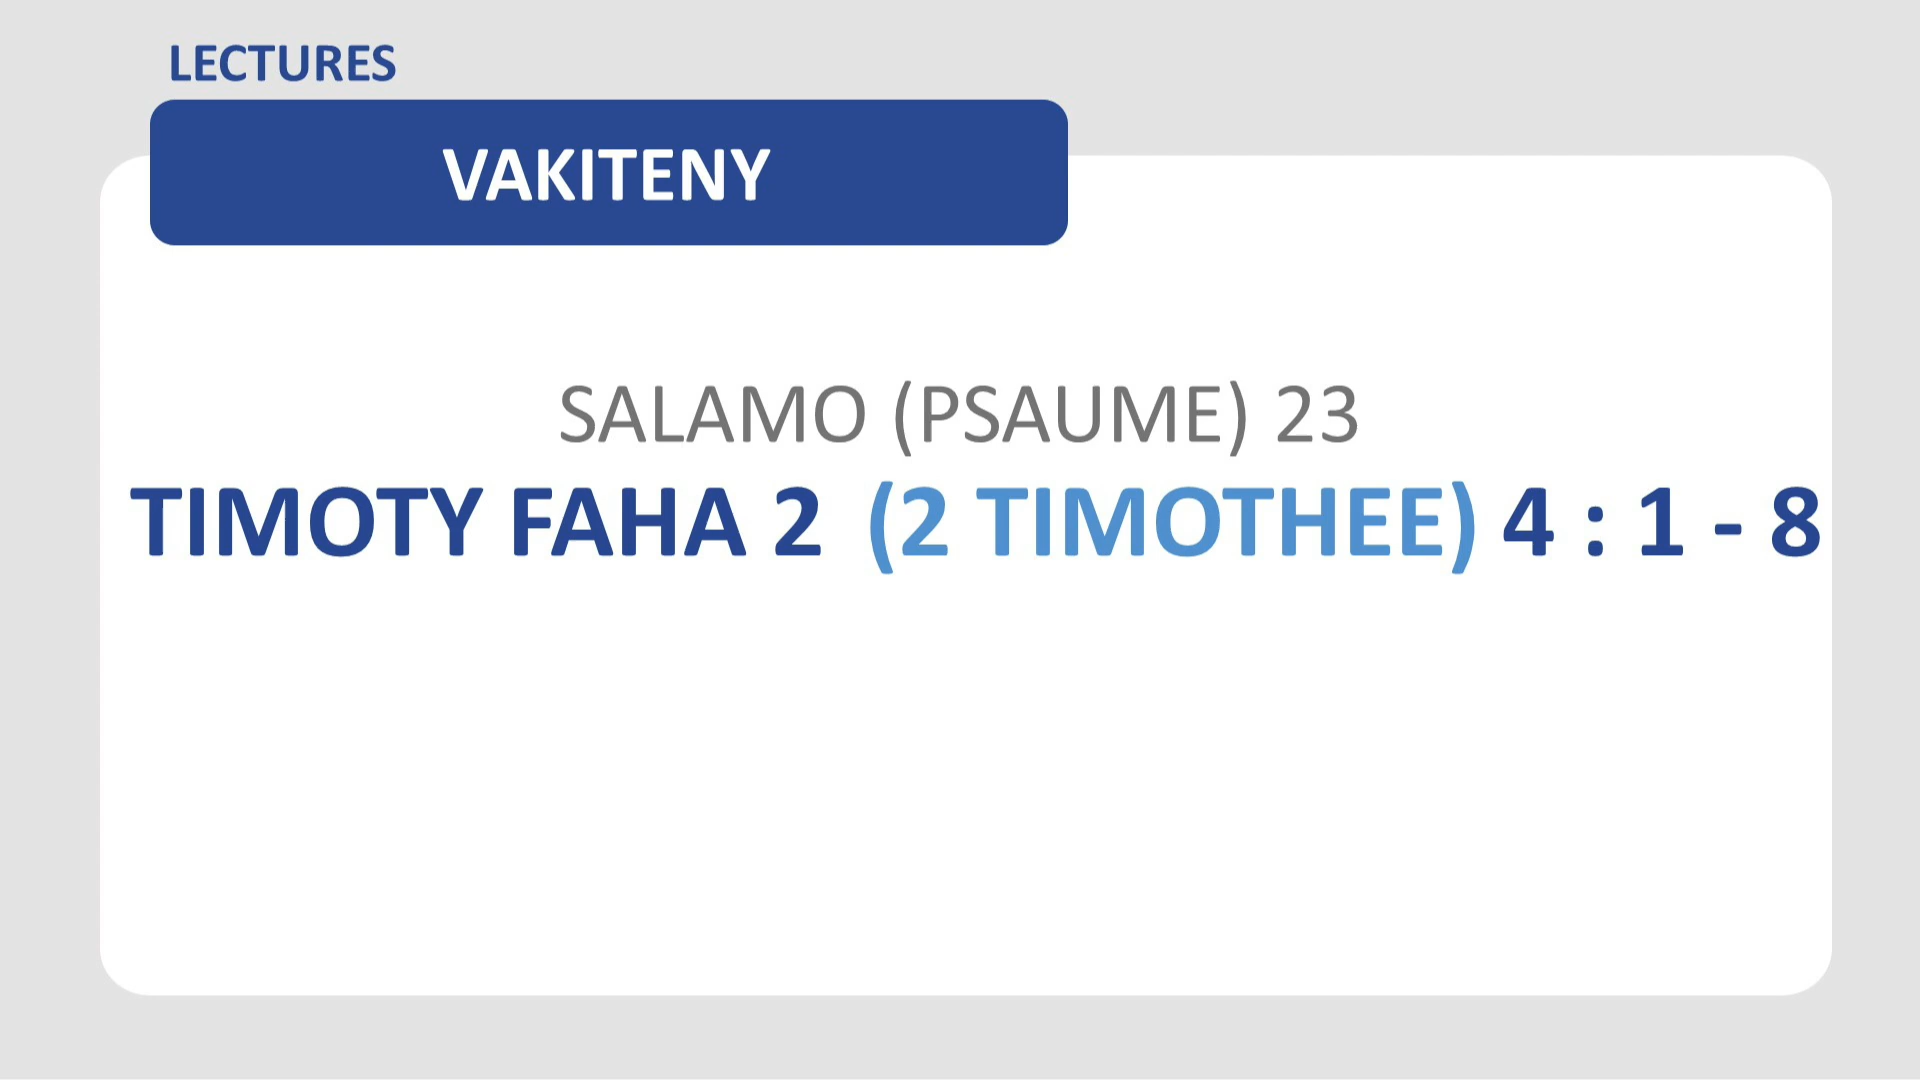 LECTURES
VAKITENY
SALAMO (PSAUME) 23
TIMOTY FAHA 2 (2 TIMOTHEE) 4 : 1 - 8